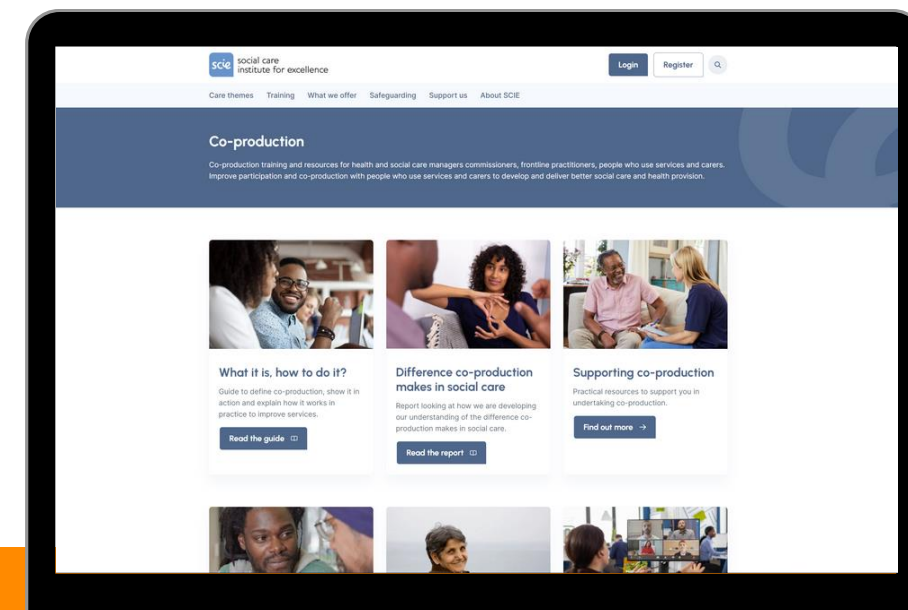 scie social care
institute for excellence
Login Register
Care themes Training What we offer Safeguarding Support us About SCIE
Co-production
Co-production training and resources for health and social care managers commissioners, frontline practitioners, people who use services and carers.
Improve participation and co-production with people who use services and carers to develop and deliver better social care and health provision.
What it is, how to do it?
Guide to define co-production, show it in
action and explain how it works in
practice to improve services.
Read the guide
Difference co-production
makes in social care
Report looking at how we are developing
our understanding of the difference co-
production makes in social care.
Read the report
Supporting co-production
Practical resources to support you in
undertaking co-production.
Find out more →